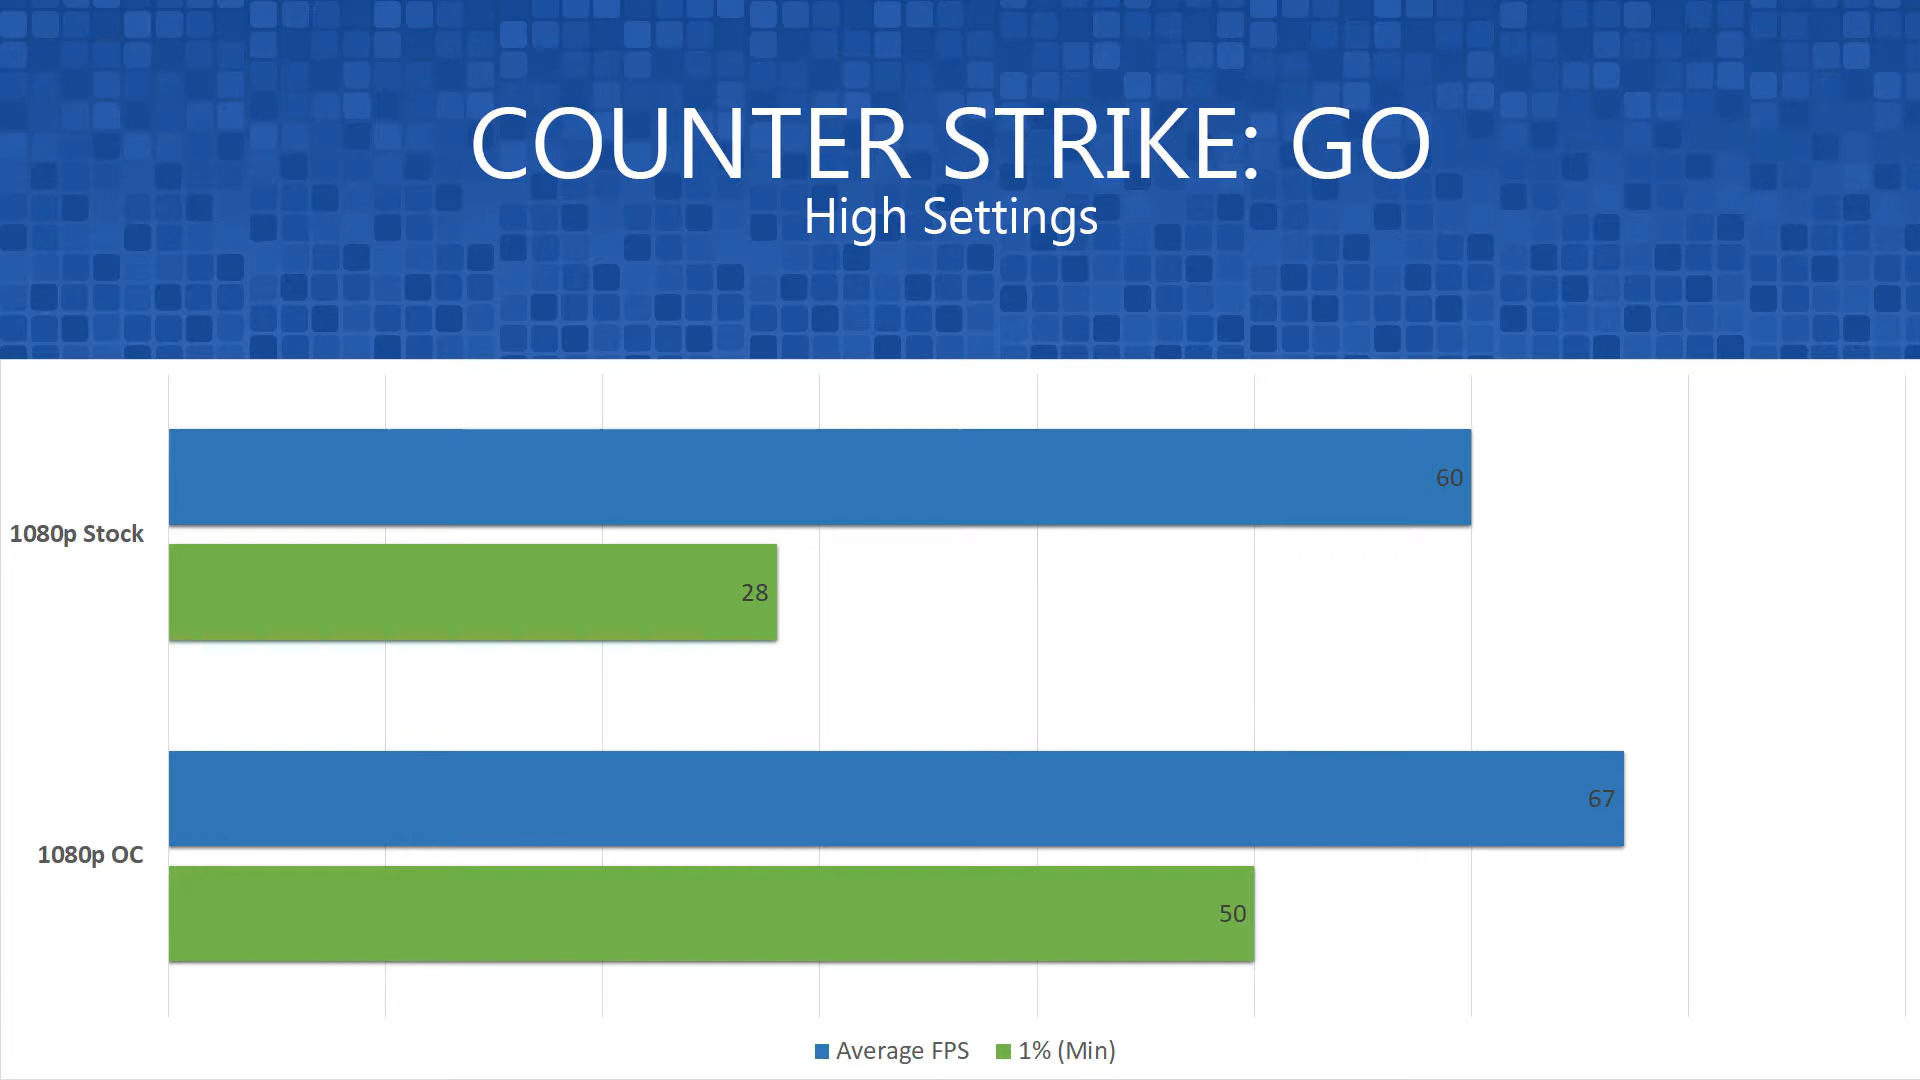 COUNTER STRIKE: GO
High Settings
60
1080p Stock
28
67
1080p OC
50
Average FPS 1% (Min)